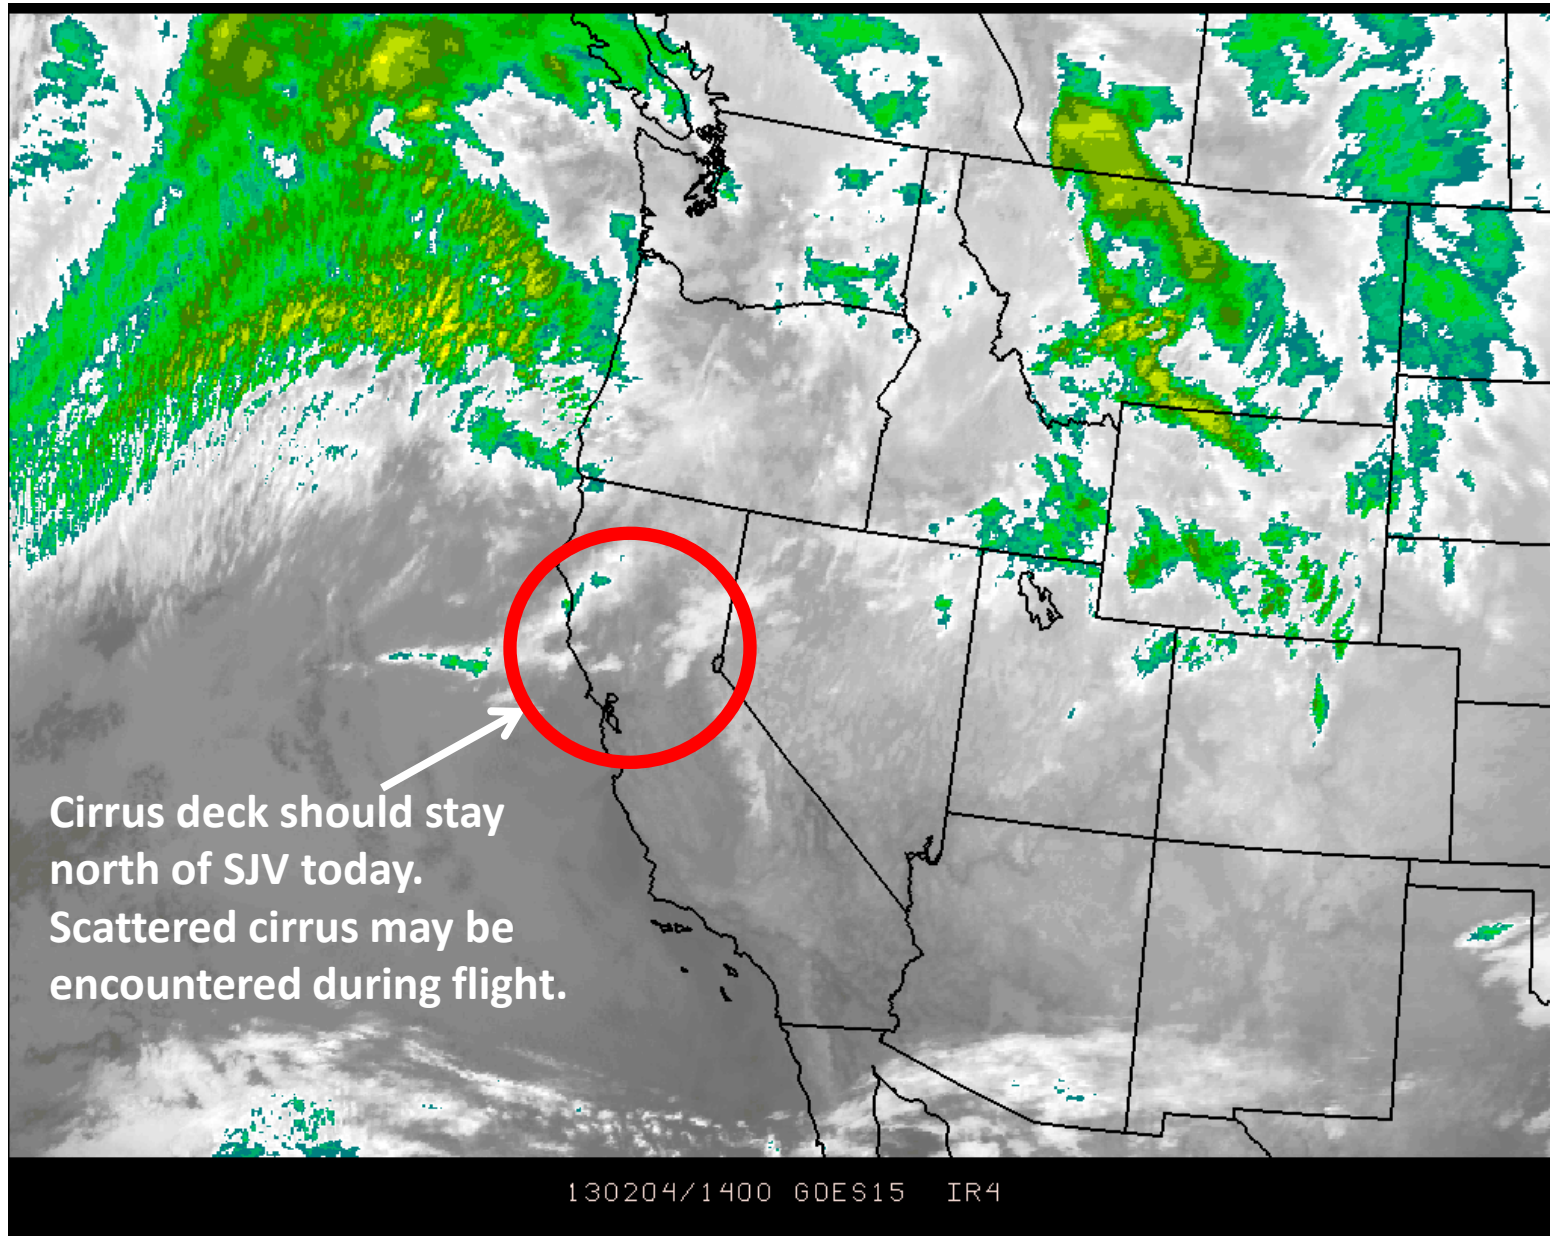 Cirrus deck should stay
north of SJV today.
Scattered cirrus may be
encountered during flight.
130204/1400 GOES15 IR4